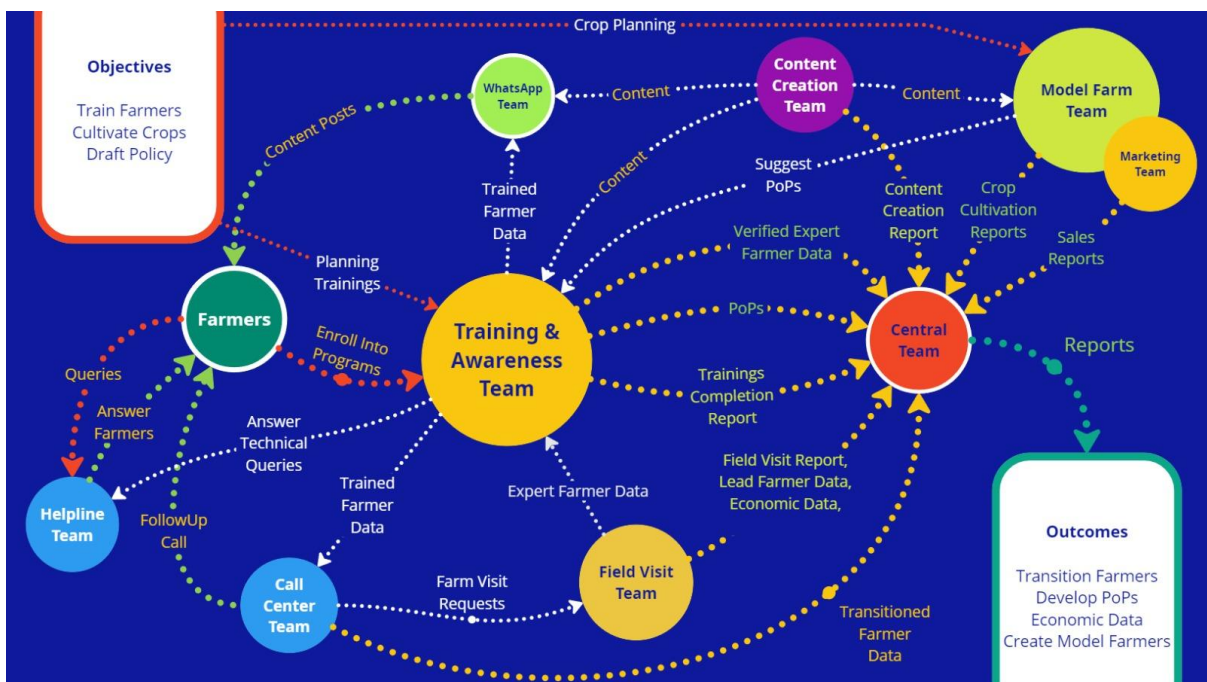 Objectives
Train Farmers
Cultivate Crops
Draft Policy
Crop Planning
WhatsApp
Team
Content
Content
Creation
Team
Content
Model Farm
Team
Marketing
Team
Content Posts
Trained
Farmer
Data
Content
Suggest
PoPs
Content
Creation
Report
Crop
Cultivation
Reports
Sales
Reports
Planning
Trainings
Verified Expert
Farmer Data
Farmers
Enroll Into
Programs
Training &
Awareness
Team
PoPs
Central
Team
Reports
Queries
Answer
Farmers
Answer
Technical
Queries
Trainings
Completion
Report
Trained
Farmer
Data
Expert Farmer Data
Field Visit Report,
Lead Farmer Data,
Economic Data,
Helpline
Team
FollowUp
Call
Call
Center
Team
Farm Visit
Requests
Field Visit
Team
Transitioned
Farmer
Data
Outcomes
Transition Farmers
Develop PoPs
Economic Data
Create Model Farmers